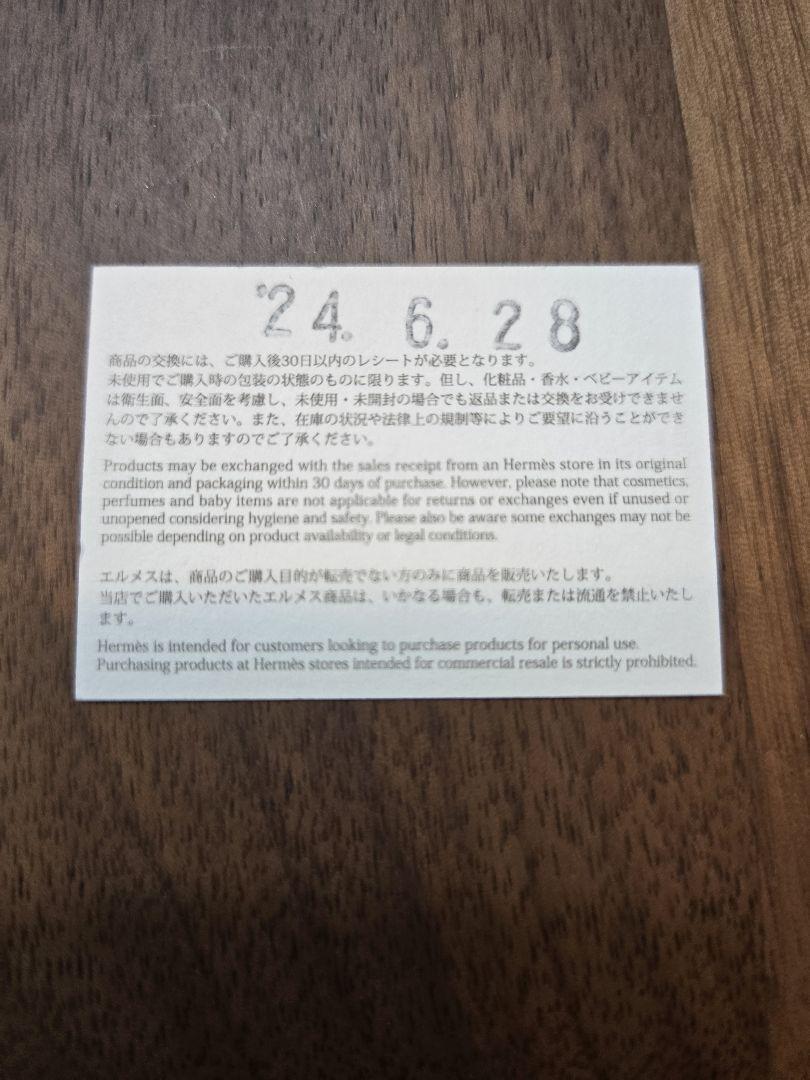 '24. 6. 28
商品の交換には、ご購入後30日以内のレシートが必要となります。
未使用でご購入時の包装の状態のものに限ります。但し、化粧品・香水・ベビーアイテム
は衛生面、安全面を考慮し、未使用・未開封の場合でも返品または交換をお受けできませ
んので了承ください。また、在庫の状況や法律上の規制等によりご要望に沿うことができ
ない場合もありますのでご了承ください。
Products may be exchanged with the sales receipt from an Hermès store in its original
condition and packaging within 30 days of purchase. However, please note that cosmetics,
perfumes and baby items are not applicable for returns or exchanges even if unused or
unopened considering hygiene and safety. Please also be aware some exchanges may not be
possible depending on product availability or legal conditions.
エルメスは、商品のご購入目的が転売でない方のみに商品を販売いたします。
当店でご購入いただいたエルメス商品は、いかなる場合も、転売または流通を禁止いたし
ます。
Hermès is intended for customers looking to purchase products for personal use.
Purchasing products at Hermès stores intended for commercial resale is strictly prohibited.